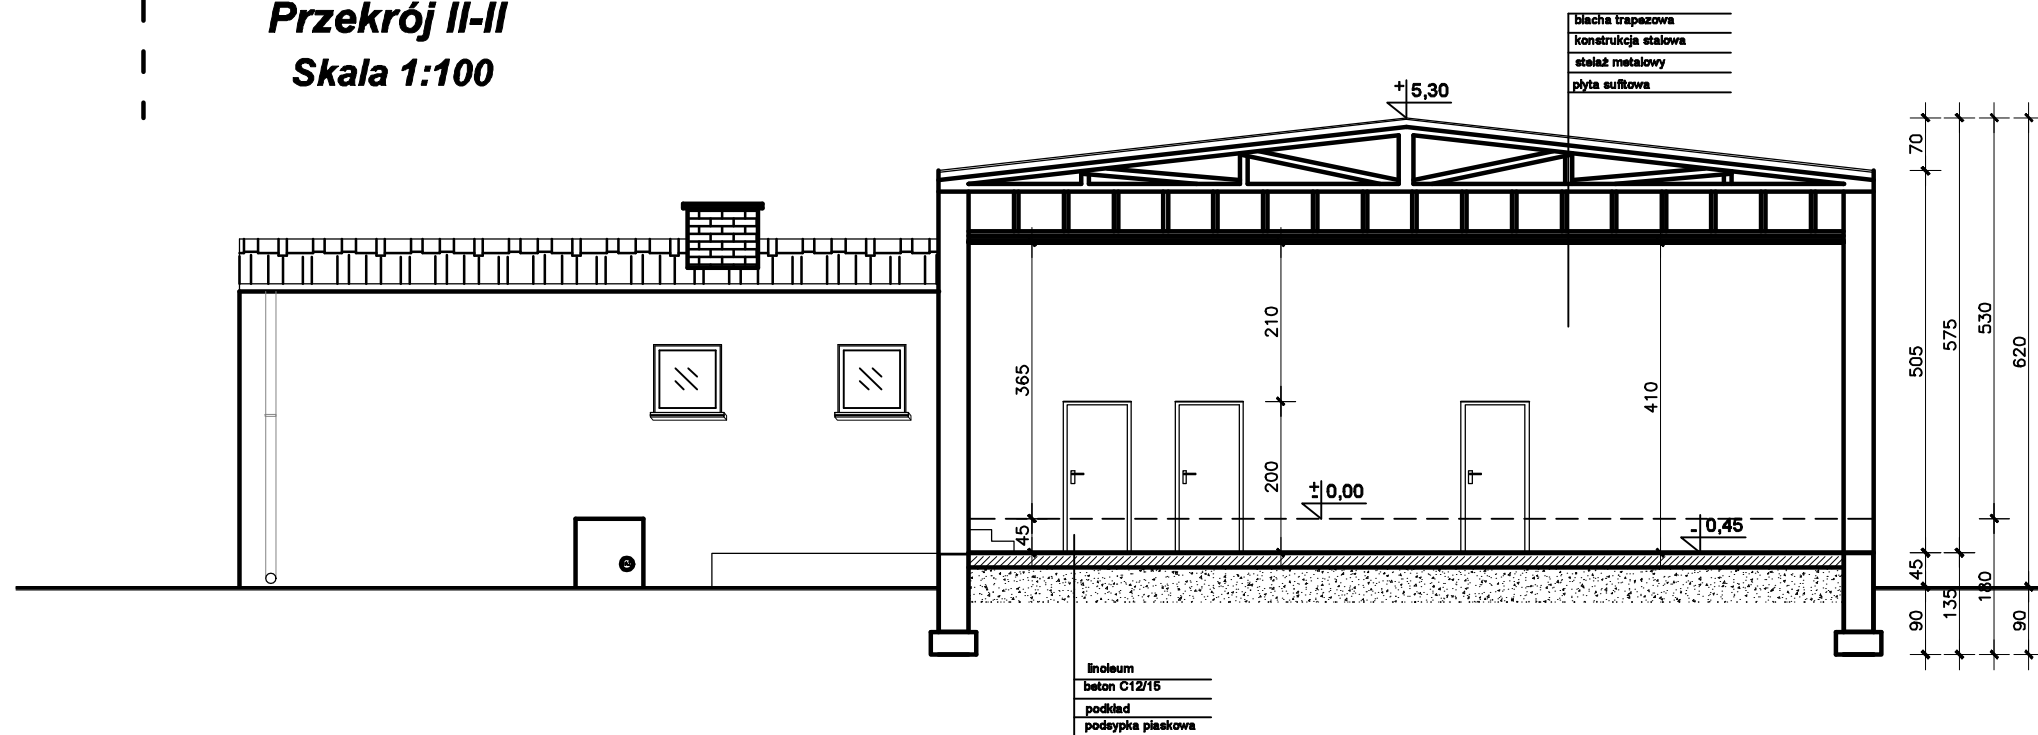 Przekrój II-II
Skala 1:100
blacha trapezowa
konstrukcja stalowa
stelaż metalowy
płyta sufitowa
+ 5,30
70
505
575
530
620
365
210
410
200
± 0,00
- 0,45
45
45
90
135
180
90
linoleum
beton C12/15
podkład
podsypka piaskowa